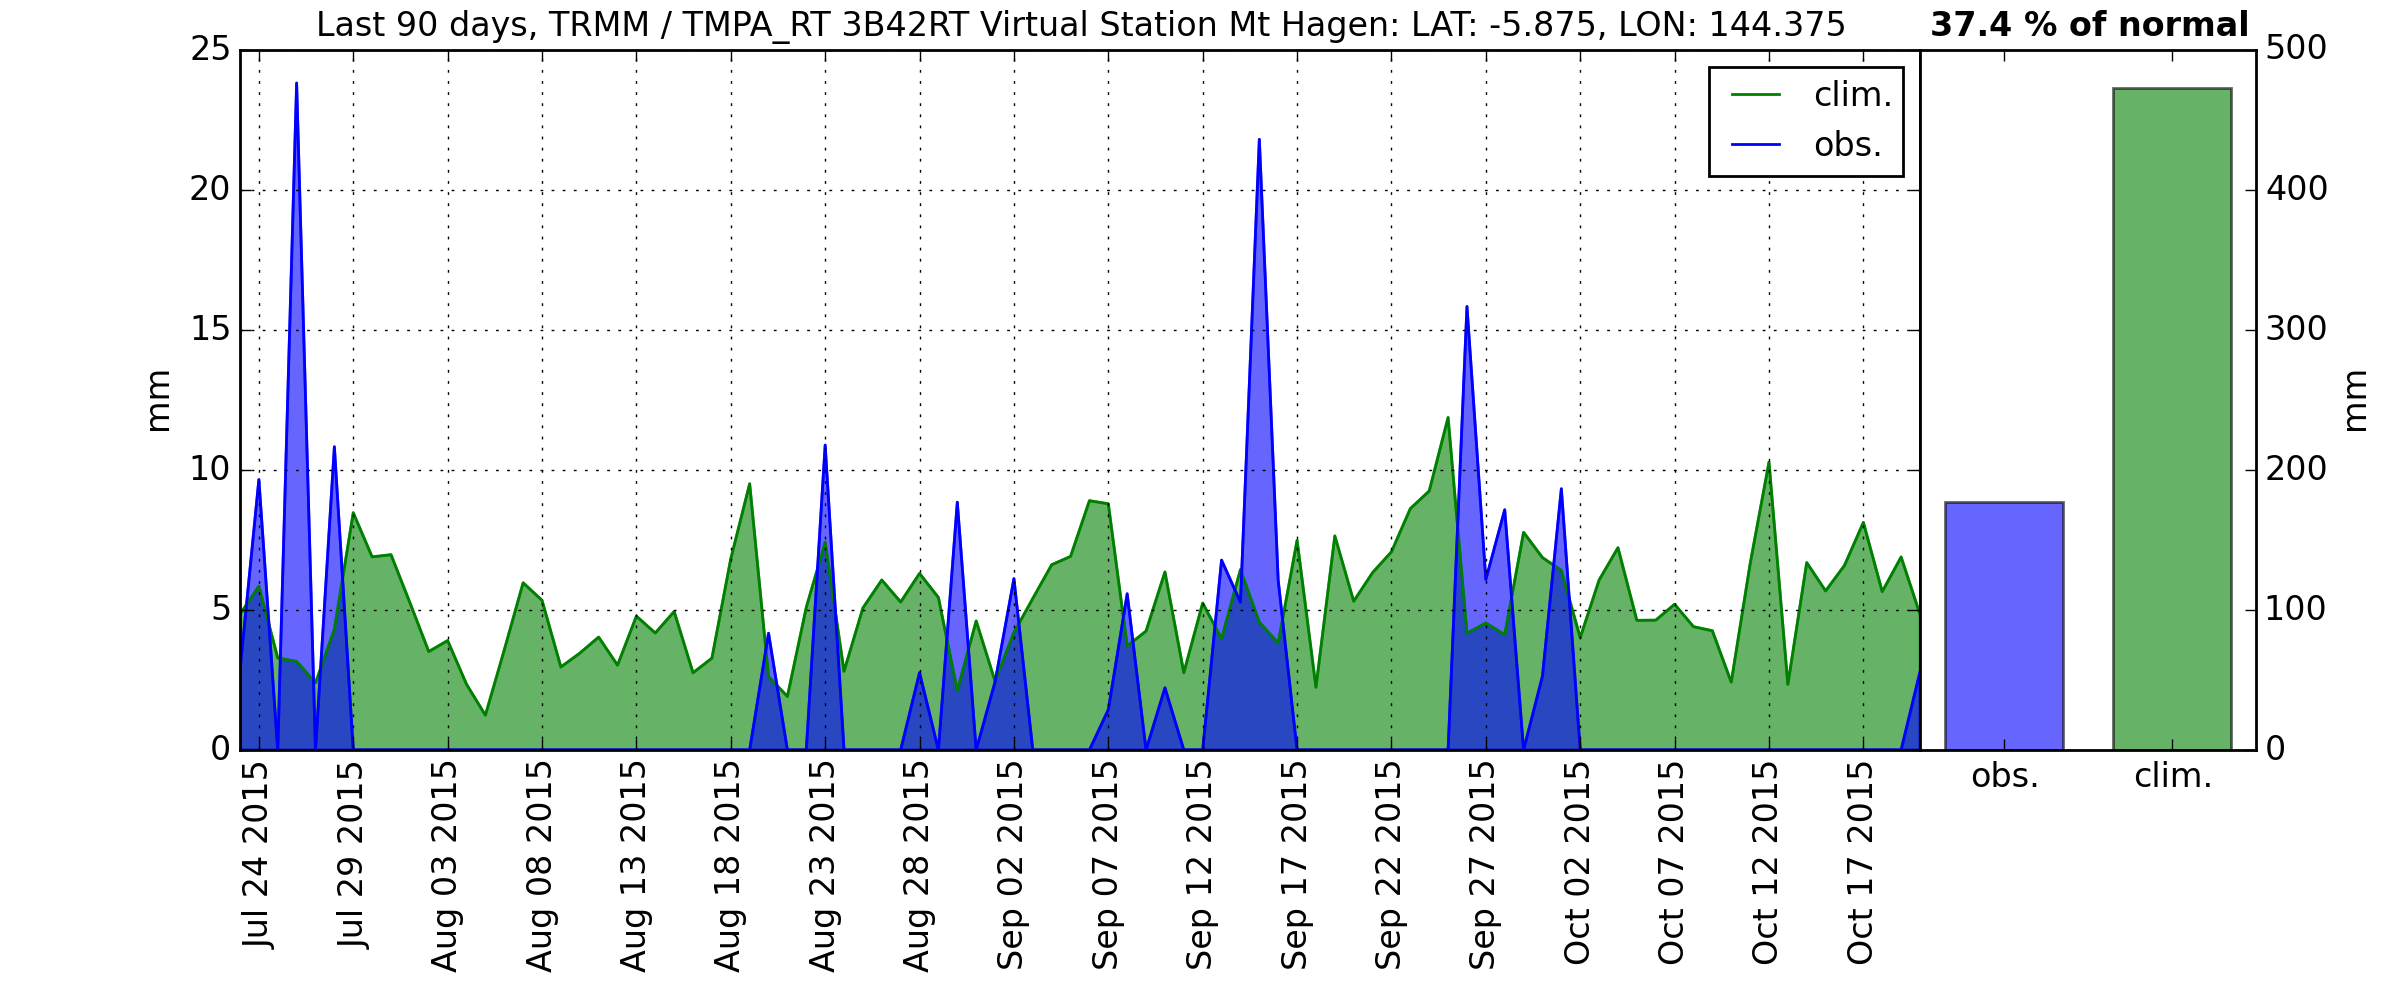 Last 90 days, TRMM / TMPA_RT 3B42RT Virtual Station Mt Hagen: LAT: -5.875, LON: 144.375
37.4 % of normal
25
20
15
10
5
0
mm
clim.
obs.
500
400
300
200
100
0
mm
obs.
clim.
Jul 24 2015
Jul 29 2015
Aug 03 2015
Aug 08 2015
Aug 13 2015
Aug 18 2015
Aug 23 2015
Aug 28 2015
Sep 02 2015
Sep 07 2015
Sep 12 2015
Sep 17 2015
Sep 22 2015
Sep 27 2015
Oct 02 2015
Oct 07 2015
Oct 12 2015
Oct 17 2015